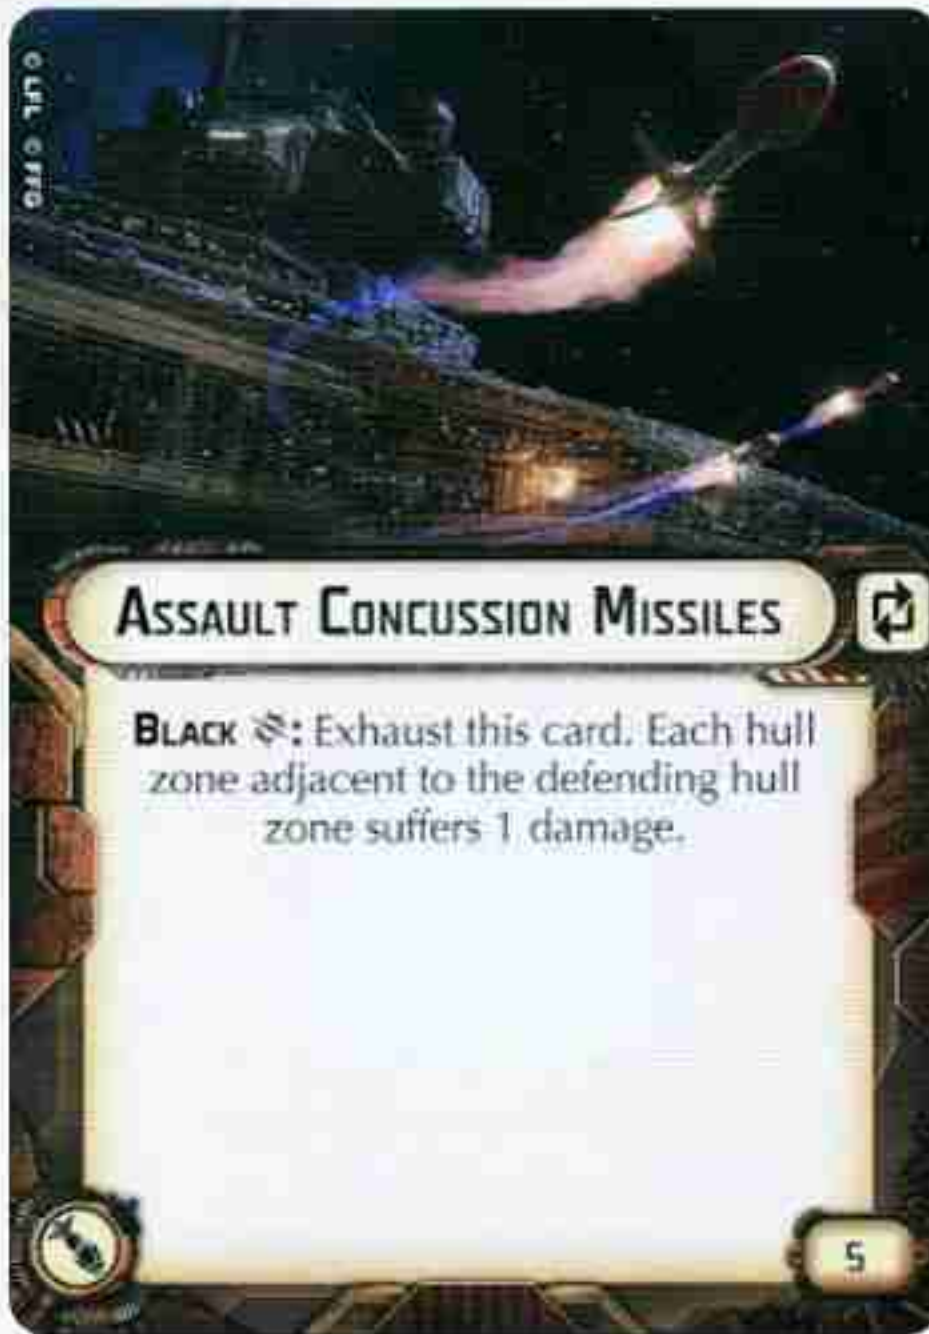 © LFL © FFG
ASSAULT CONCUSSION MISSILES
BLACK : Exhaust this card. Each hull
zone adjacent to the defending hull
zone suffers 1 damage.
5